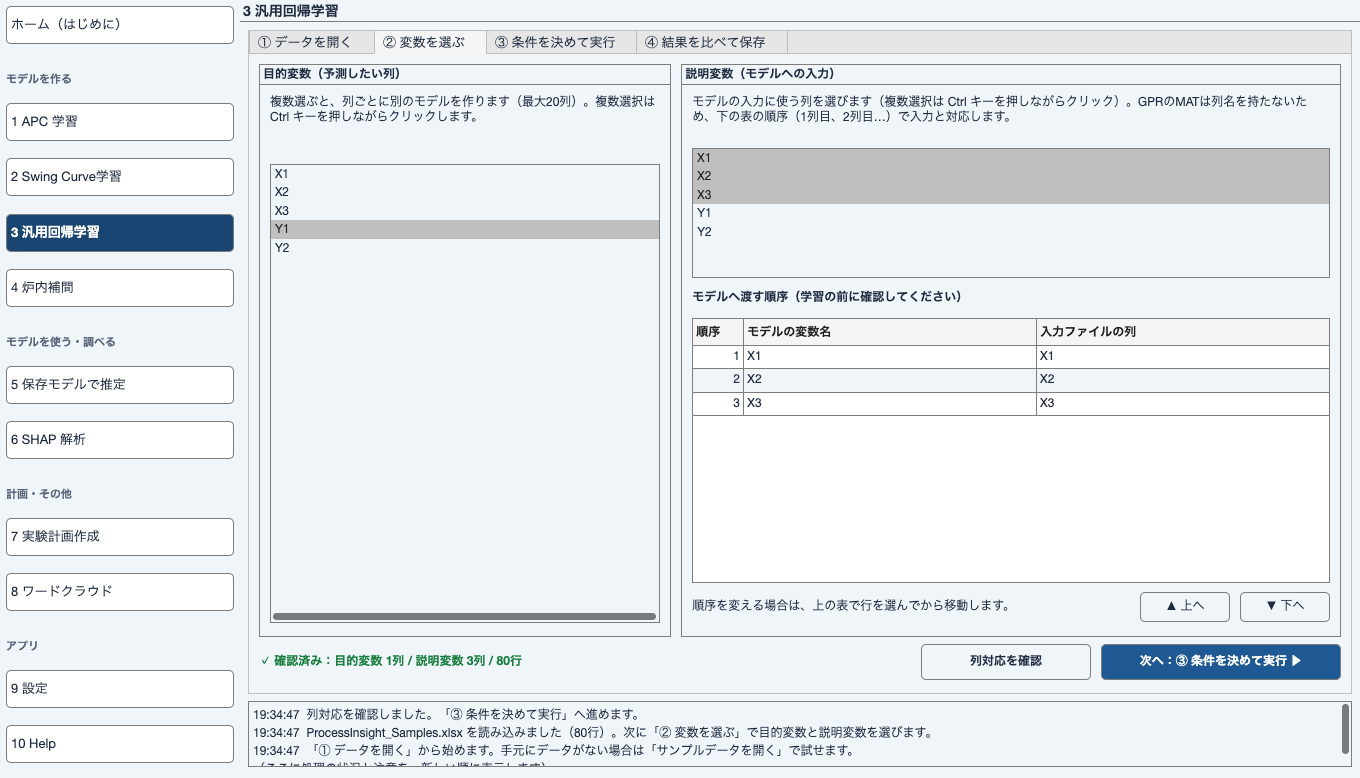 ホーム（はじめに）
モデルを作る
1 APC 学習
2 Swing Curve学習
3 汎用回帰学習
4 炉内補間
モデルを使う・調べる
5 保存モデルで推定
6 SHAP 解析
計画・その他
7 実験計画作成
8 ワードクラウド
アプリ
9 設定
10 Help
3 汎用回帰学習
① データを開く
② 変数を選ぶ
③ 条件を決めて実行
④ 結果を比べて保存
目的変数（予測したい列）
複数選ぶと、列ごとに別のモデルを作ります（最大20列）。複数選択は
Ctrl キーを押しながらクリックします。
X1
X2
X3
Y1
Y2
説明変数（モデルへの入力）
モデルの入力に使う列を選びます（複数選択は Ctrl キーを押しながらクリック）。GPRのMATは列名を持たないた
め、下の表の順序（1列目、2列目...）で入力と対応します。
X1
X2
X3
Y1
Y2
モデルへ渡す順序（学習の前に確認してください）
順序 モデルの変数名 入力ファイルの列
1 X1 X1
2 X2 X2
3 X3 X3
順序を変える場合は、上の表で行を選んでから移動します。
▲ 上へ
▼ 下へ
✓ 確認済み：目的変数 1列 / 説明変数 3列 / 80行
列対応を確認
次へ：③ 条件を決めて実行 ▶
19:34:47 列対応を確認しました。「③ 条件を決めて実行」へ進めます。
19:34:47 ProcessInsight_Samples.xlsx を読み込みました（80行）。次に「② 変数を選ぶ」で目的変数と説明変数を選びます。
19:34:47 「① データを開く」から始めます。手元にデータがない場合は「サンプルデータを開く」で試せます。